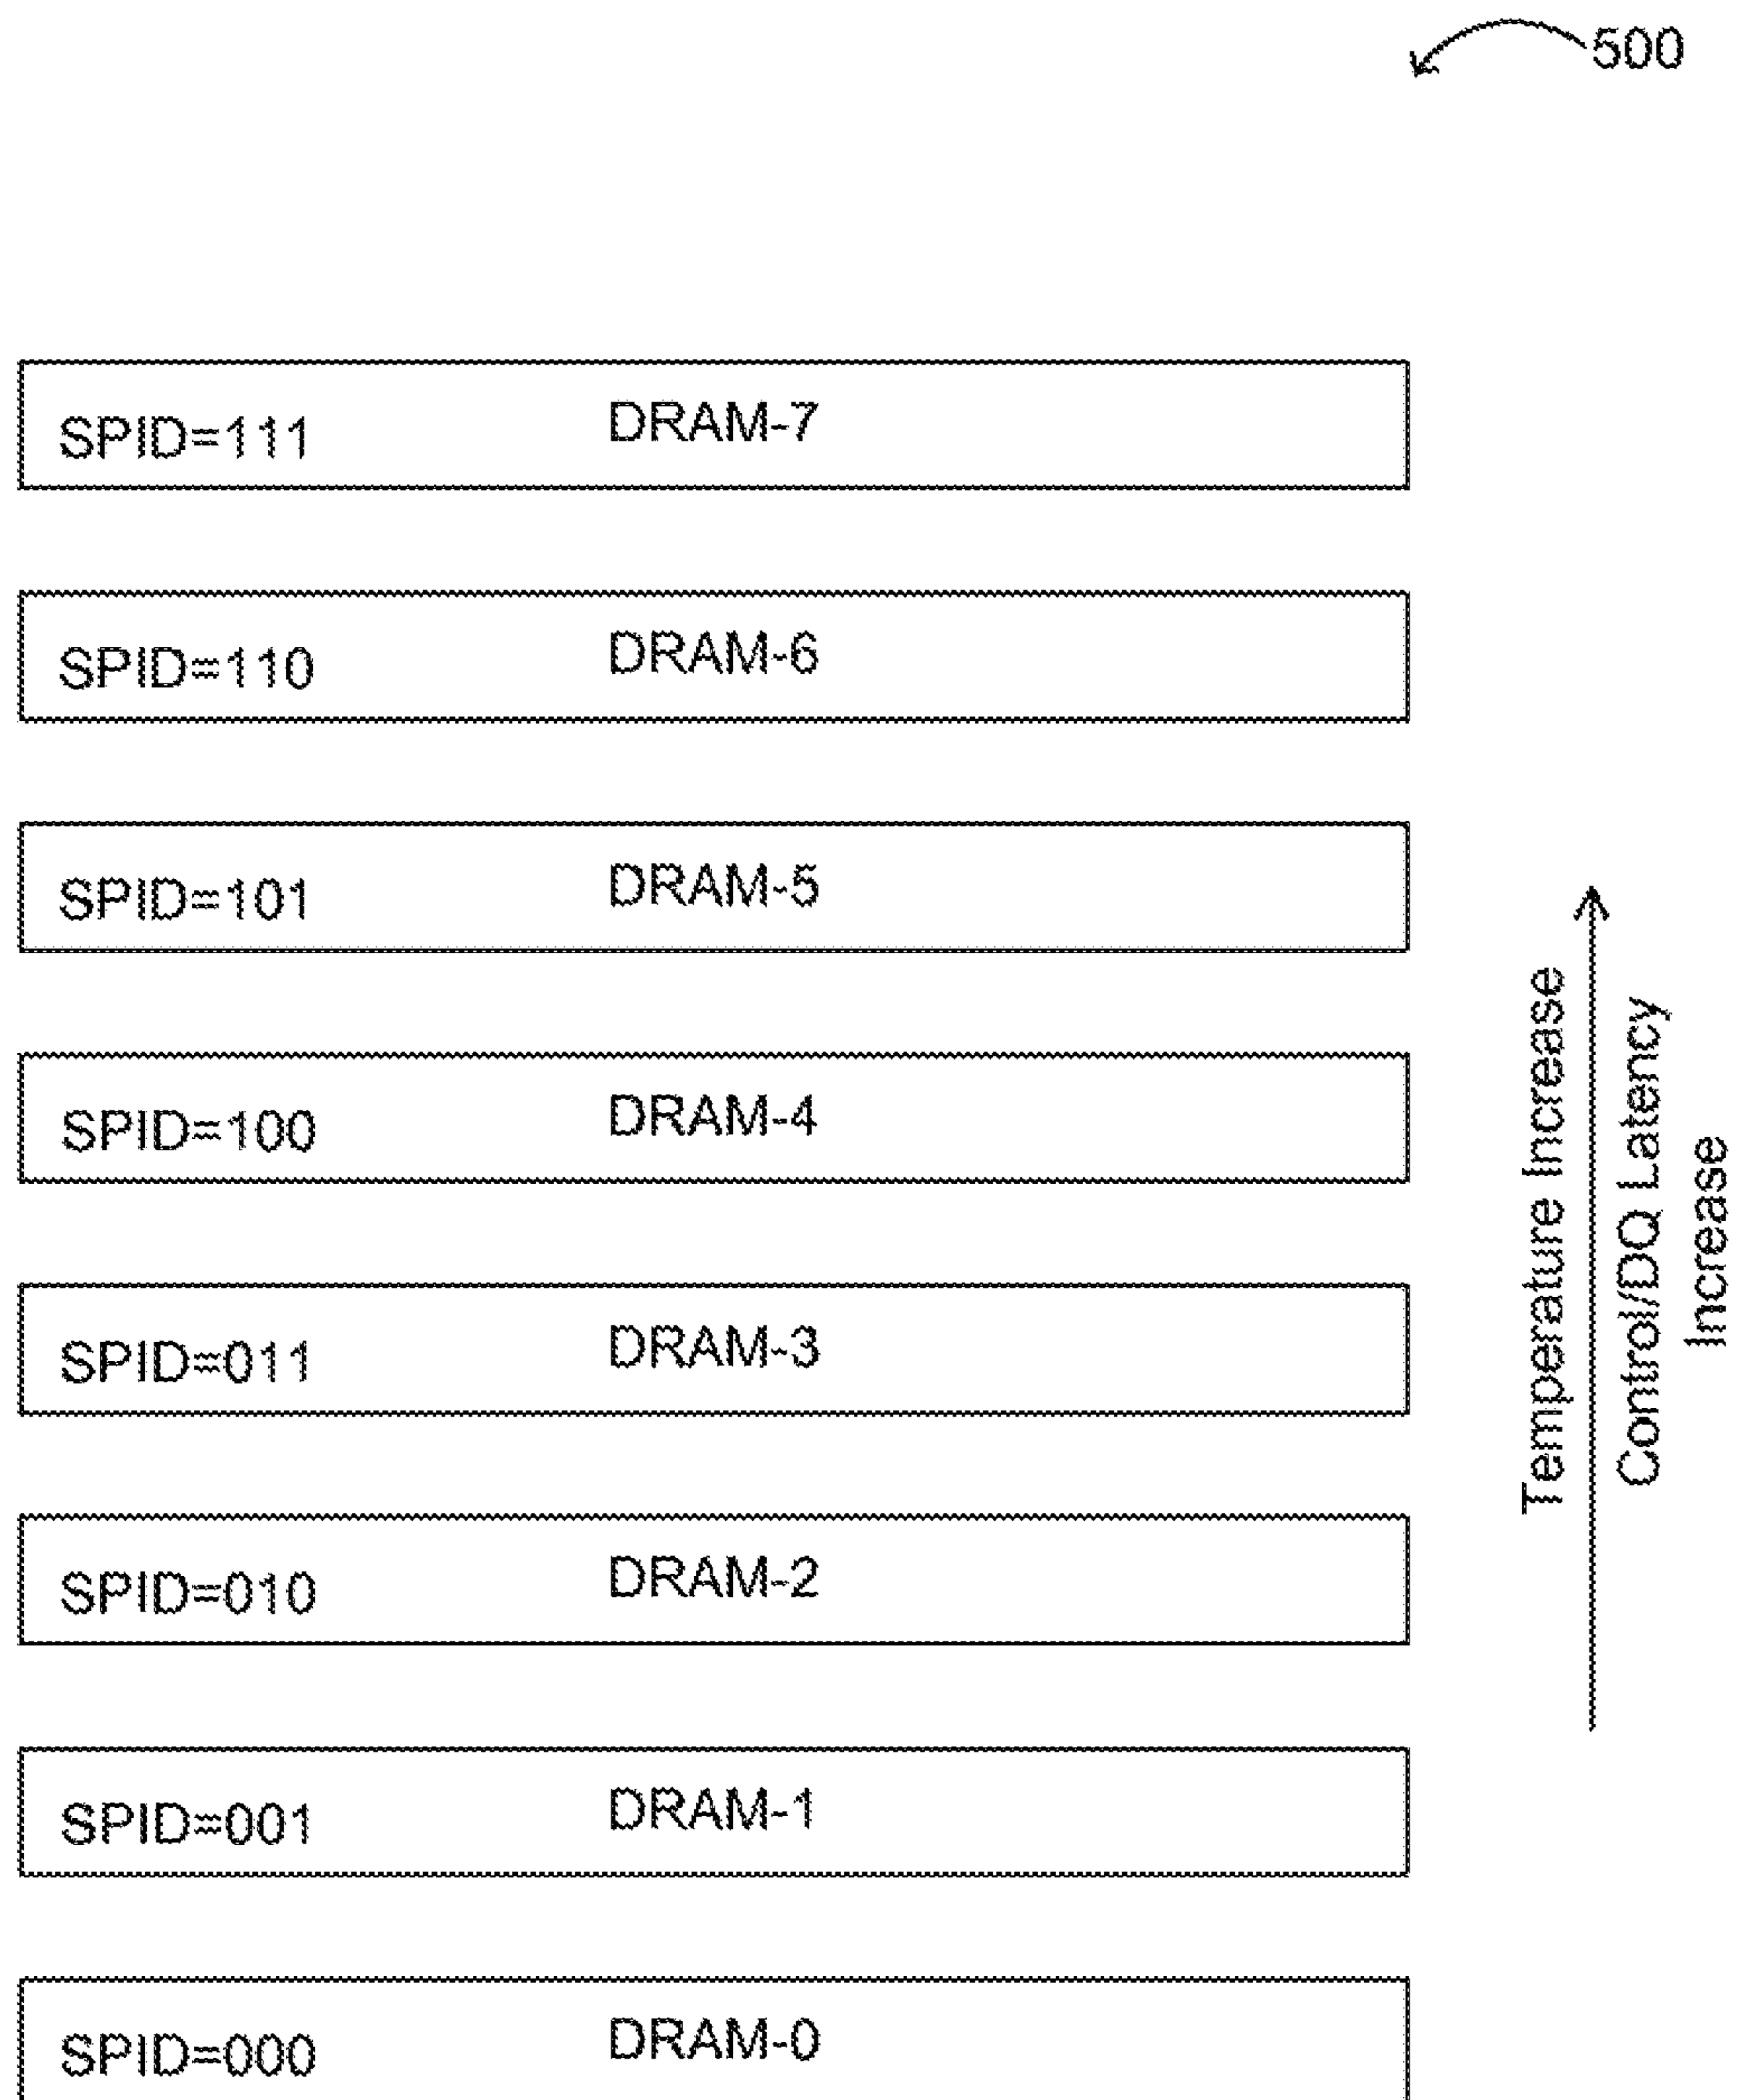 500
SPID=111 DRAM-7
SPID=110 DRAM-6
SPID=101 DRAM-5
SPID=100 DRAM-4
SPID=011 DRAM-3
SPID=010 DRAM-2
SPID=001 DRAM-1
SPID=000 DRAM-0
Temperature Increase
Control/DQ Latency
Increase